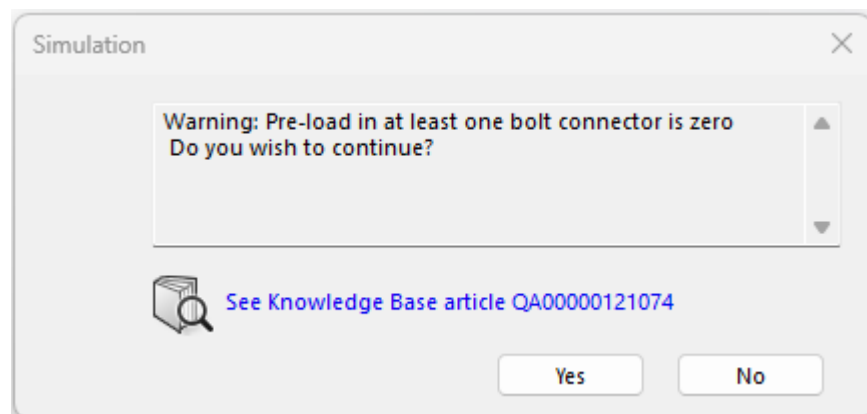 Simulation
Warning: Pre-load in at least one bolt connector is zero
Do you wish to continue?
See Knowledge Base article QA00000121074
Yes
No